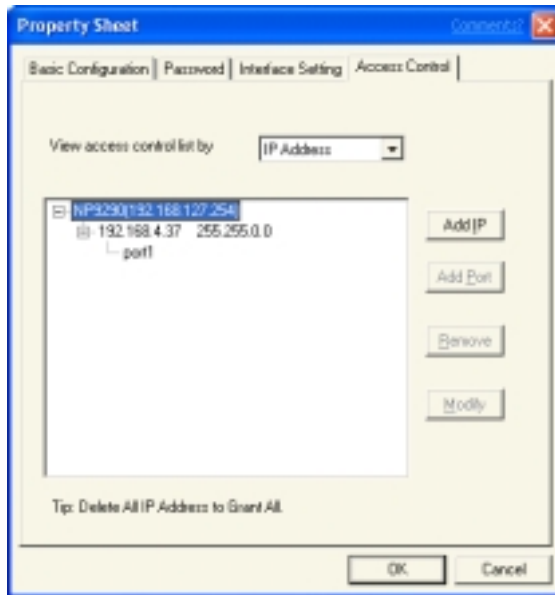 Property Sheet Comments?
Basic Configuration Password Interface Setting Access Control
View access control list by IP Address
NP9290[192.168.127.254]
192.168.4.37 255.255.0.0
port1
Add IP
Add Port
Remove
Modify
Tip: Delete All IP Address to Grant All.
OK Cancel